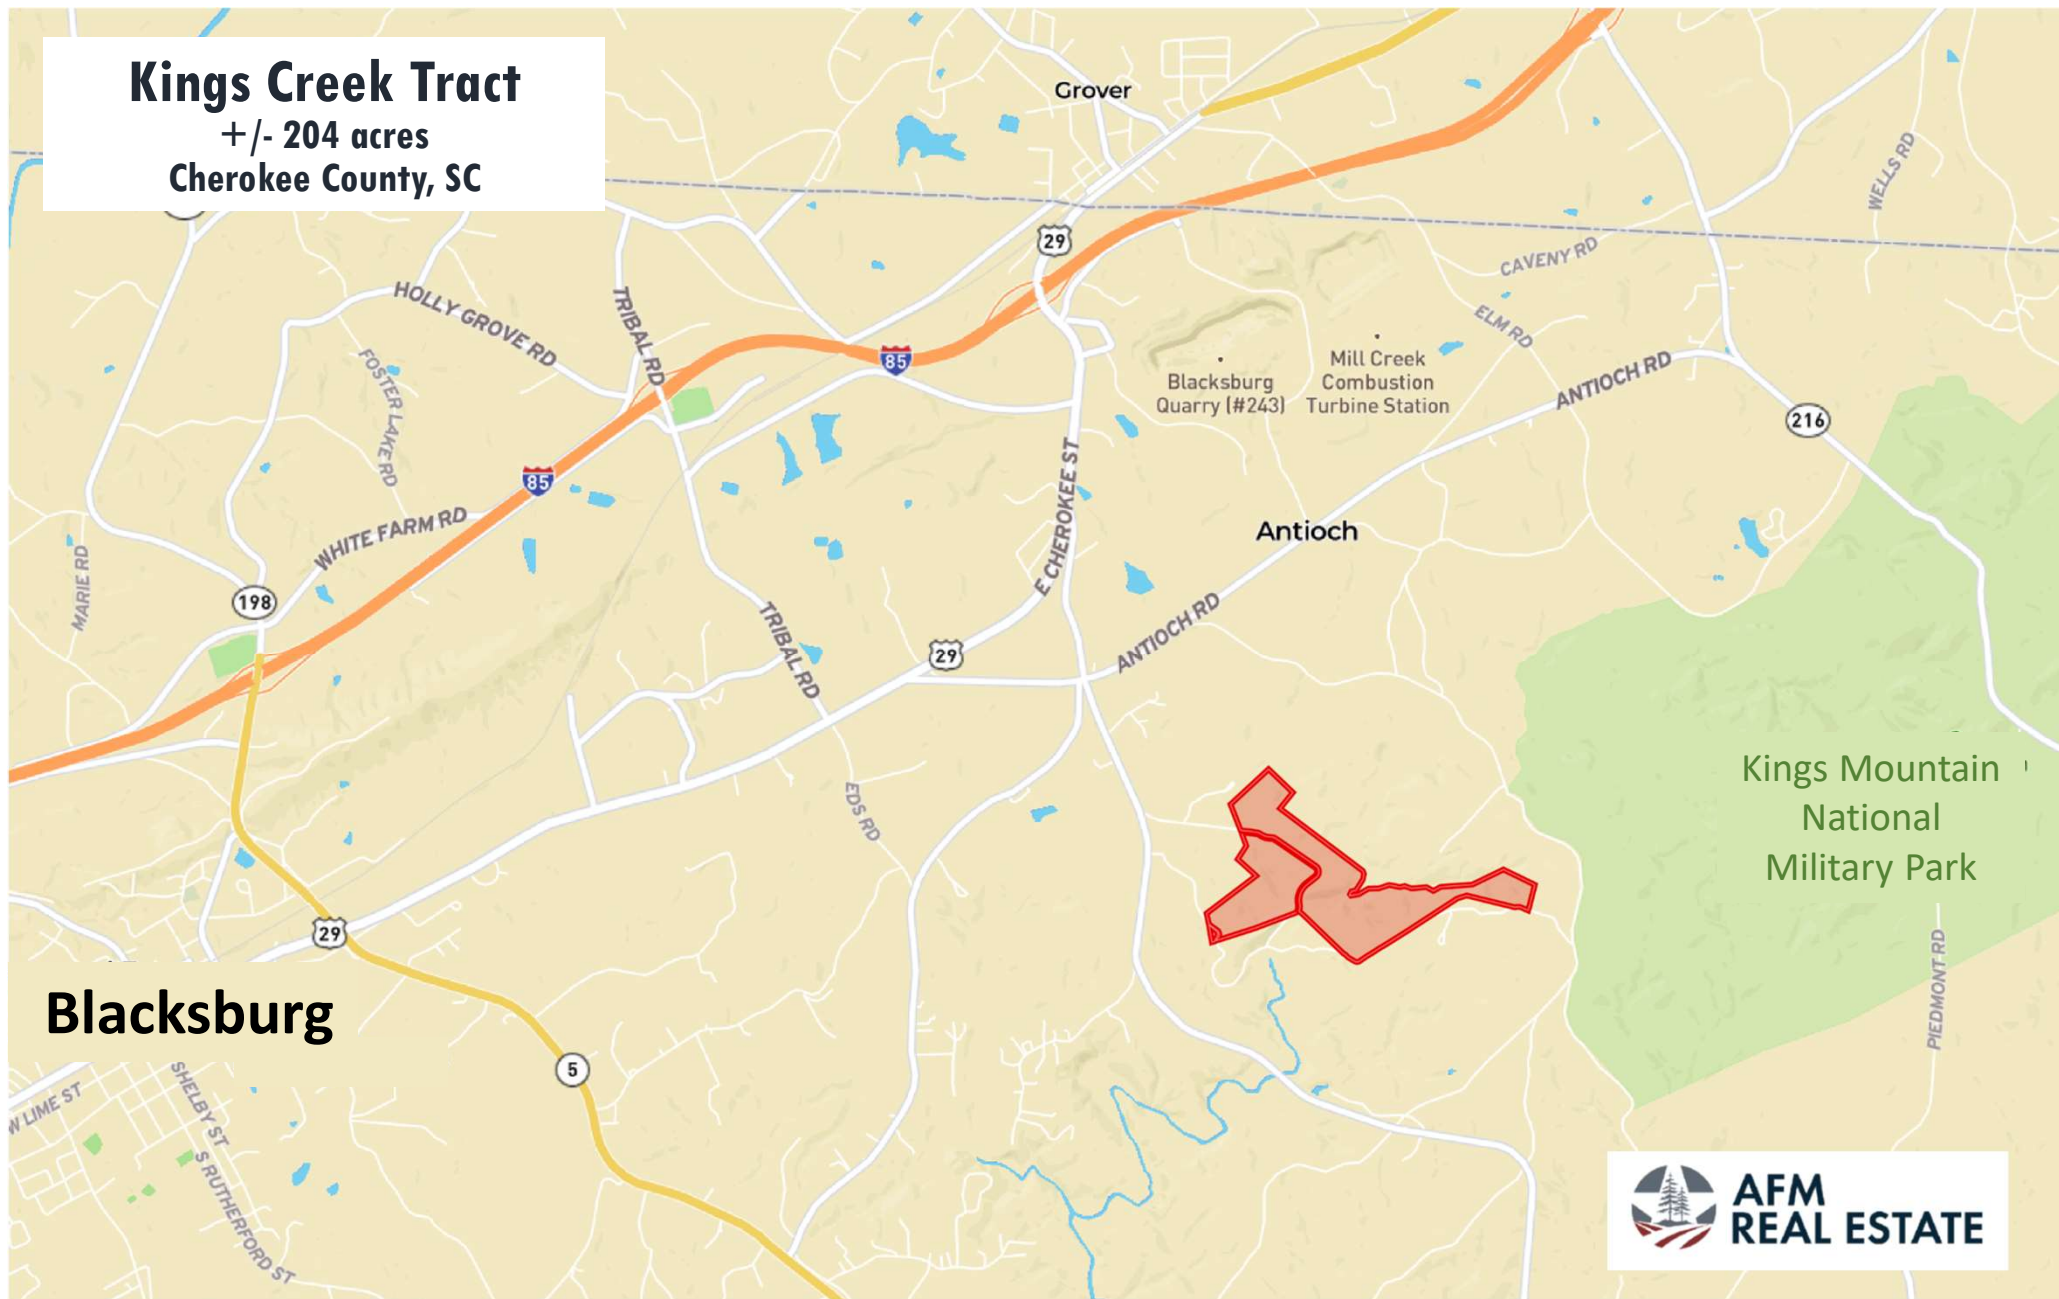 Kings Creek Tract
+/- 204 acres
Cherokee County, SC
Grover
WELLS RD
29
CAVENY RD
HOLLY GROVE RD
TRIBAL RD
ELM RD
85
Mill Creek
Combustion
Turbine Station
Blacksburg
Quarry (#243)
FOSTER LAKE RD
ANTIOCH RD
216
85
E CHEROKEE ST
WHITE FARM RD
Antioch
MARIE RD
198
TRIBAL RD
ANTIOCH RD
29
EDS RD
Kings Mountain
National
Military Park
29
PIEDMONT RD
Blacksburg
5
W LIME ST
SHELBY ST
S RUTHERFORD ST
AFM
REAL ESTATE